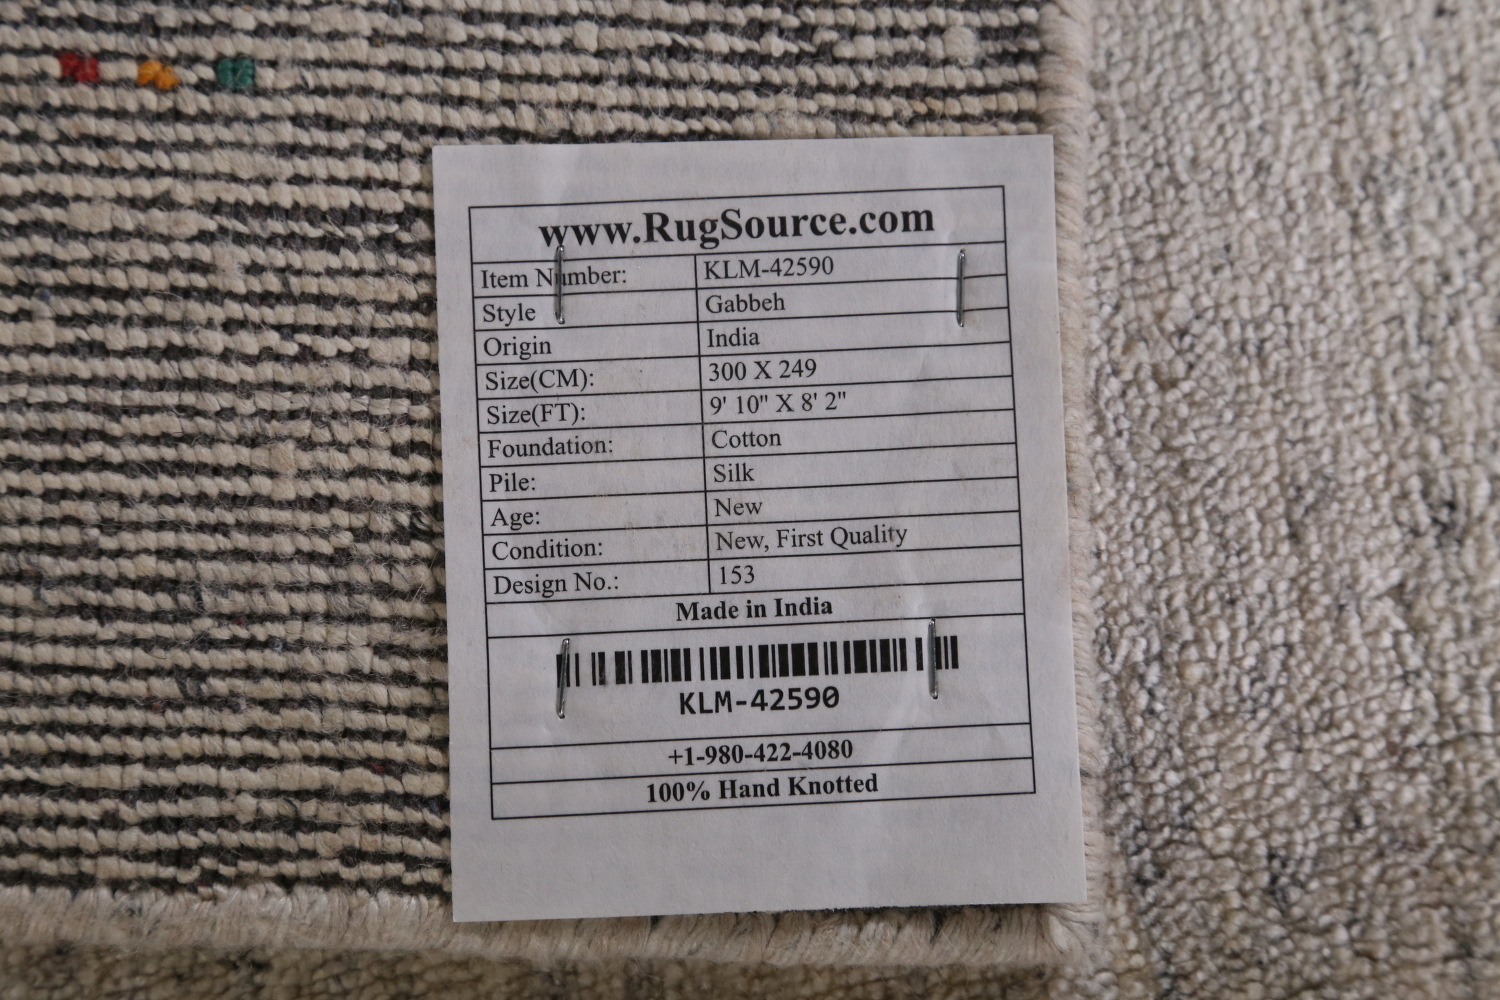 www.RugSource.com
Item Number: KLM-42590
Style Gabbeh
Origin India
Size(CM): 300 X 249
Size(FT): 9' 10" X 8' 2"
Foundation: Cotton
Pile: Silk
Age: New
Condition: New, First Quality
Design No.: 153
Made in India
KLM-42590
+1-980-422-4080
100% Hand Knotted